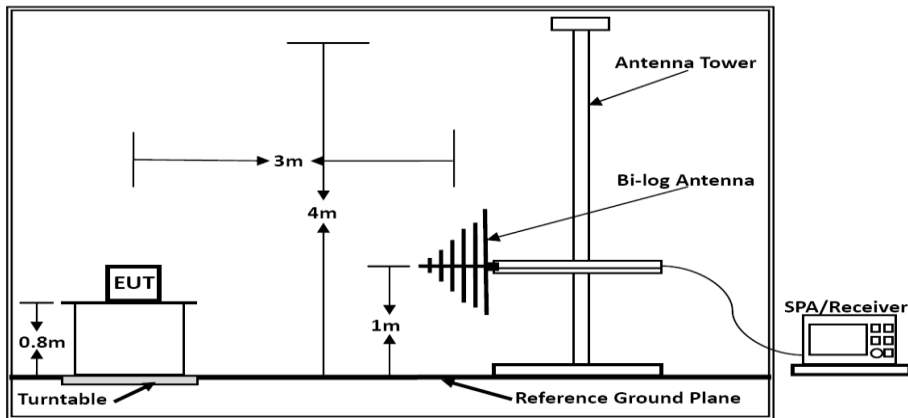 Antenna Tower
3m
Bi-log Antenna
4m
EUT
SPA/Receiver
0.8m
1m
Turntable
Reference Ground Plane